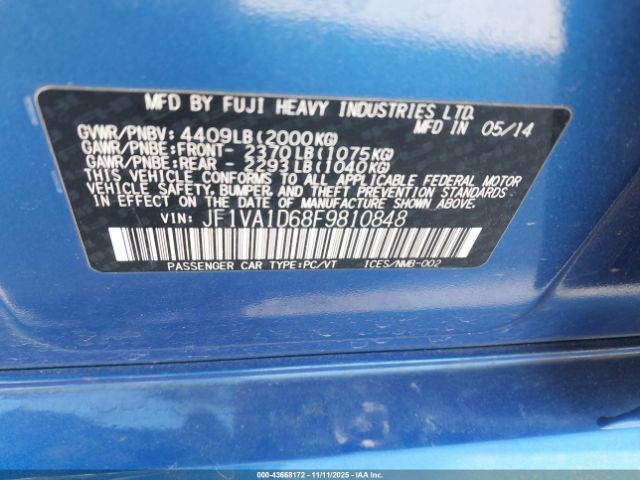 MFD BY FUJI HEAVY INDUSTRIES LTD.
MFD IN 05/14
GVWR/PNBV: 4409LB(2000KG)
GAWR/PNBE:FRONT- 2370LB(1075KG)
GAWR/PNBE:REAR - 2293LB(1040KG)
THIS VEHICLE CONFORMS TO ALL APPLICABLE FEDERAL MOTOR
VEHICLE SAFETY, BUMPER, AND THEFT PREVENTION STANDARDS
IN EFFECT ON THE DATE OF MANUFACTURE SHOWN ABOVE.
VIN: JF1VA1D68F9810848
PASSENGER CAR TYPE:PC/VT ICES/NMB-002
© 000-43668172 - 11/11/2025 - IAAI.COM